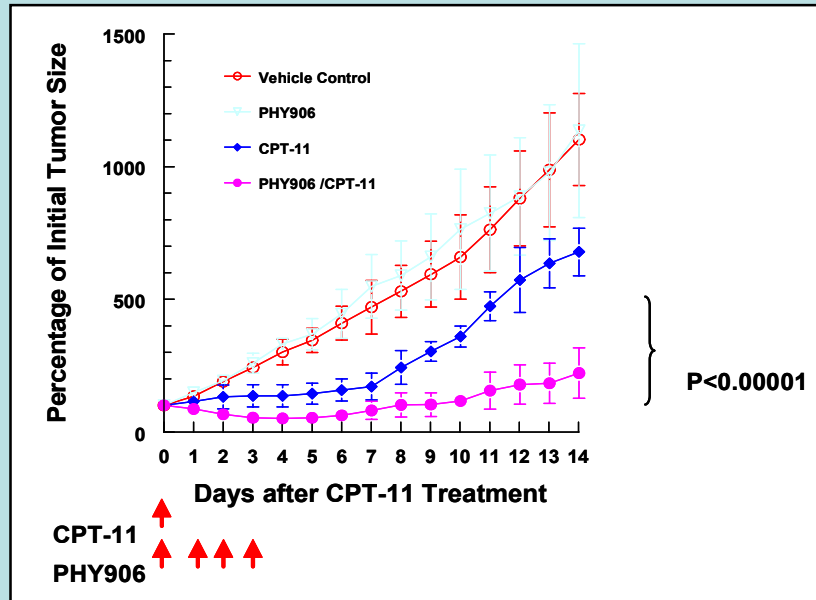 Percentage of Initial Tumor Size
1500
1000
500
0
Vehicle Control
PHY906
CPT-11
PHY906 /CPT-11
P<0.00001
0 1 2 3 4 5 6 7 8 9 10 11 12 13 14
Days after CPT-11 Treatment
CPT-11
PHY906